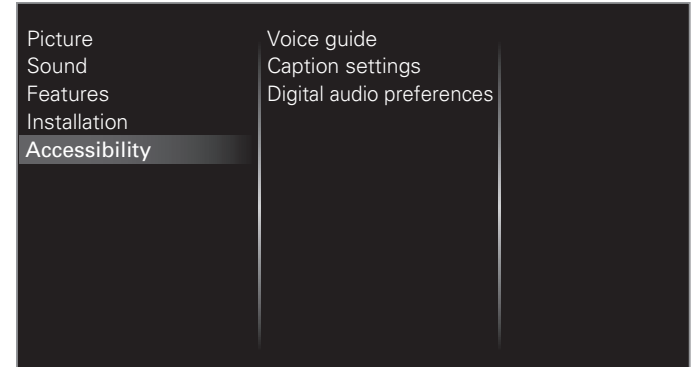 Picture
Sound
Features
Installation
Accessibility
Voice guide
Caption settings
Digital audio preferences